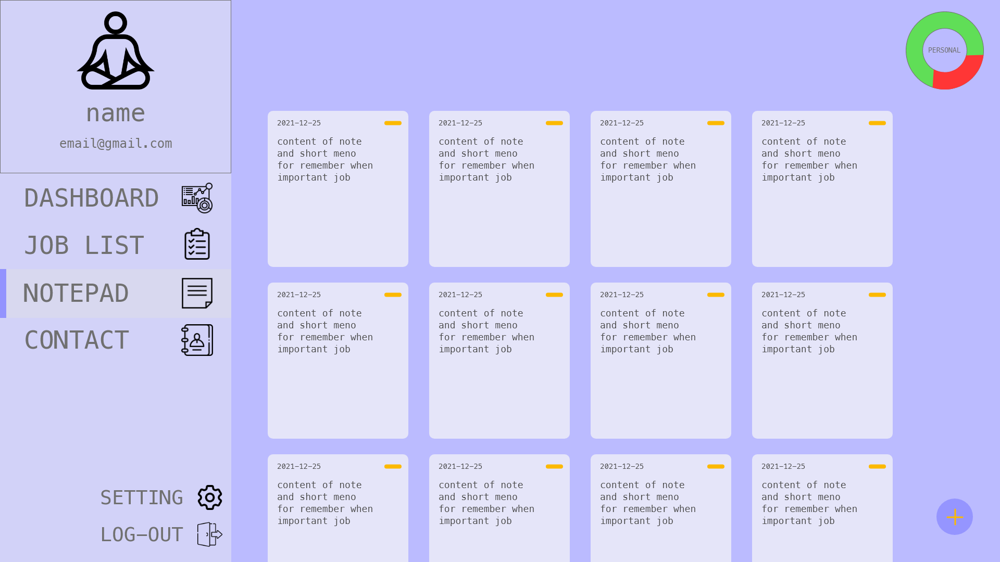 name
email@gmail.com
DASHBOARD
JOB LIST
NOTEPAD
CONTACT
SETTING
LOG-OUT
PERSONAL
2021-12-25
content of note
and short meno
for remember when
important job
2021-12-25
content of note
and short meno
for remember when
important job
2021-12-25
content of note
and short meno
for remember when
important job
2021-12-25
content of note
and short meno
for remember when
important job
2021-12-25
content of note
and short meno
for remember when
important job
2021-12-25
content of note
and short meno
for remember when
important job
2021-12-25
content of note
and short meno
for remember when
important job
2021-12-25
content of note
and short meno
for remember when
important job
2021-12-25
content of note
and short meno
for remember when
important job
2021-12-25
content of note
and short meno
for remember when
important job
2021-12-25
content of note
and short meno
for remember when
important job
2021-12-25
content of note
and short meno
for remember when
important job